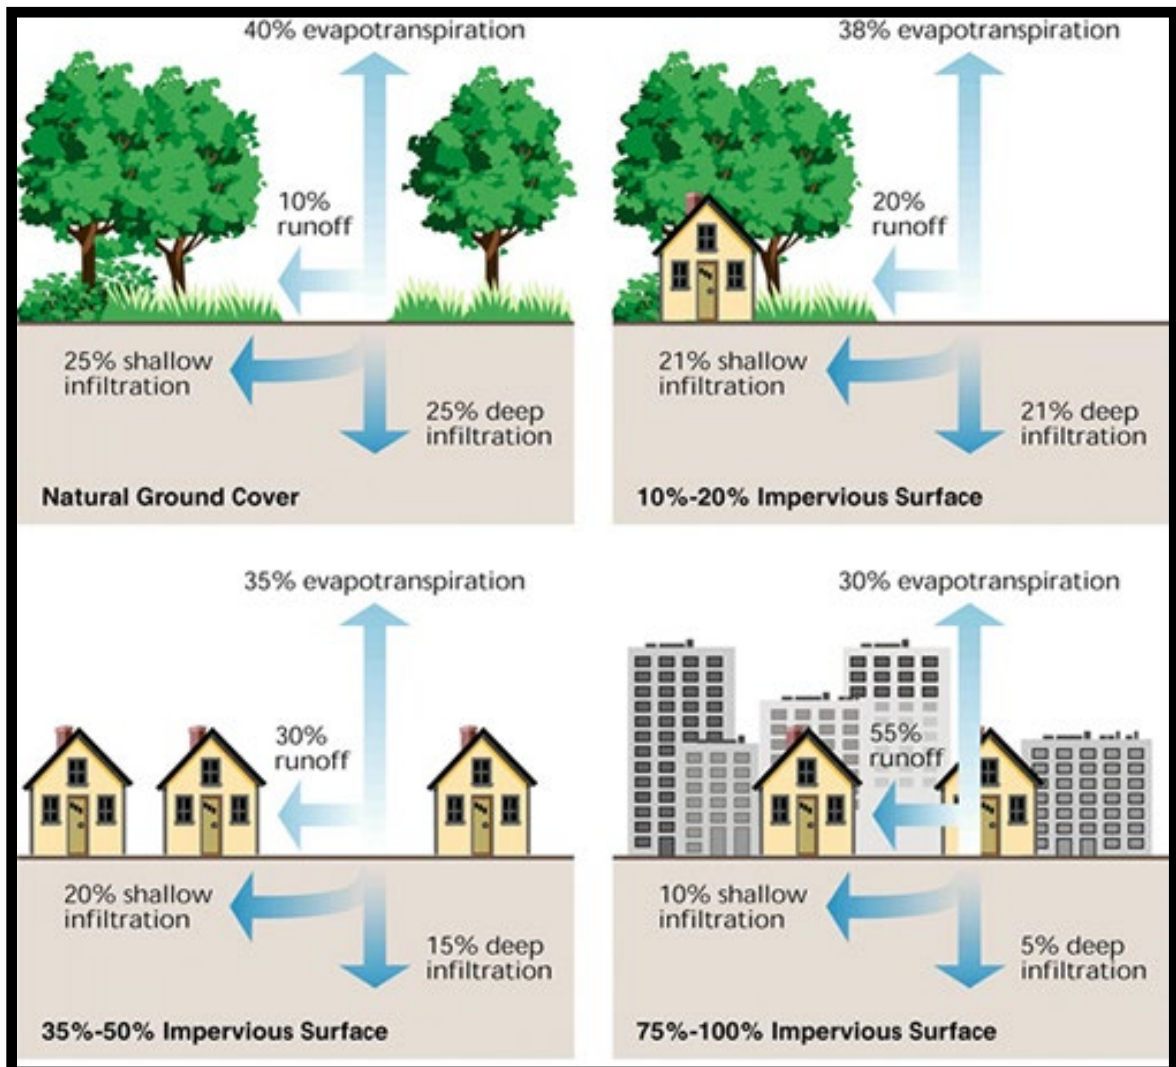 40% evapotranspiration
10%
runoff
25% shallow
infiltration
25% deep
infiltration
Natural Ground Cover
38% evapotranspiration
20%
runoff
21% shallow
infiltration
21% deep
infiltration
10%-20% Impervious Surface
35% evapotranspiration
30%
runoff
20% shallow
infiltration
15% deep
infiltration
35%-50% Impervious Surface
30% evapotranspiration
55%
runoff
10% shallow
infiltration
5% deep
infiltration
75%-100% Impervious Surface